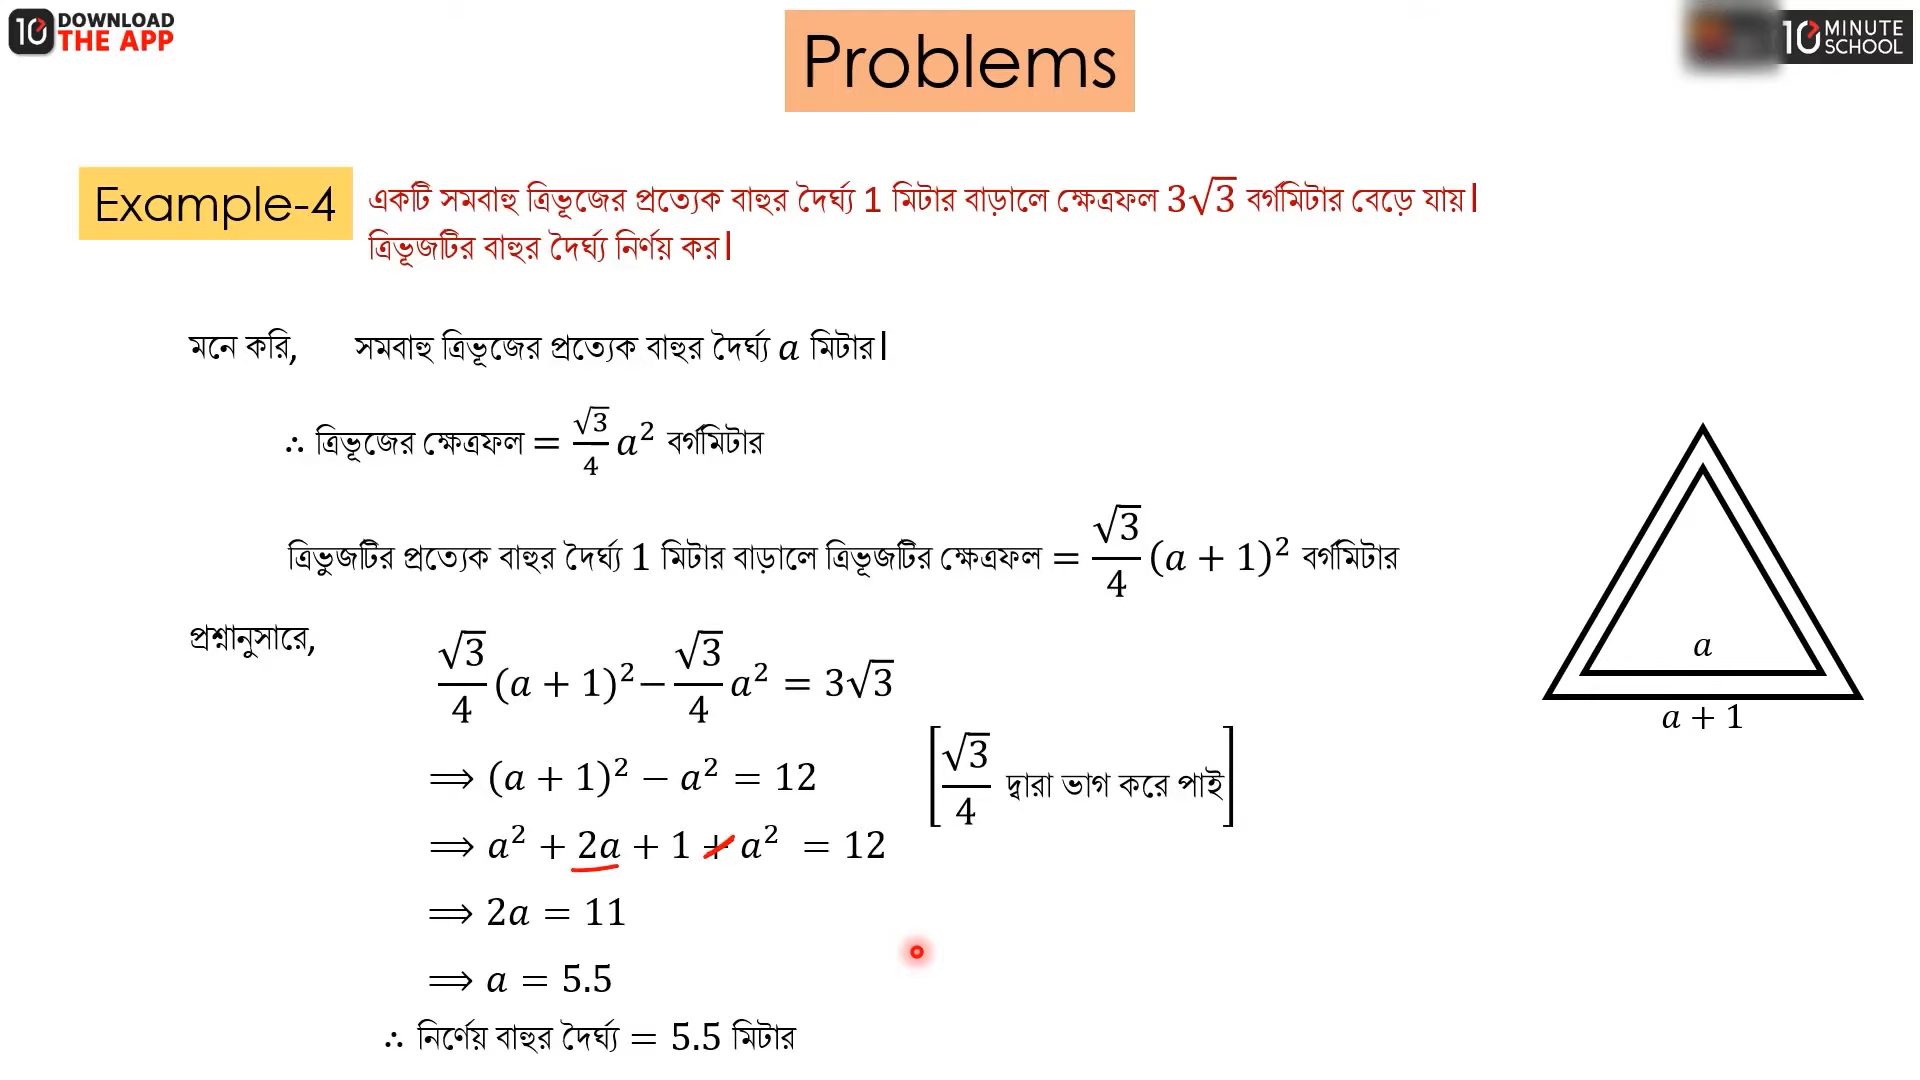 10 DOWNLOAD THE APP
Problems
10 MINUTE SCHOOL
Example-4
একটি সমবাহু ত্রিভূজের প্রত্যেক বাহুর দৈর্ঘ্য 1 মিটার বাড়ালে ক্ষেত্রফল 3√3 বর্গমিটার বেড়ে যায়।
ত্রিভূজটির বাহুর দৈর্ঘ্য নির্ণয় কর।
মনে করি, সমবাহু ত্রিভূজের প্রত্যেক বাহুর দৈর্ঘ্য a মিটার।
∴ ত্রিভূজের ক্ষেত্রফল = √3/4 a² বর্গমিটার
ত্রিভুজটির প্রত্যেক বাহুর দৈর্ঘ্য 1 মিটার বাড়ালে ত্রিভূজটির ক্ষেত্রফল = √3/4 (a + 1)² বর্গমিটার
প্রশ্নানুসারে,
√3/4 (a + 1)² − √3/4 a² = 3√3
⟹ (a + 1)² − a² = 12 [√3/4 দ্বারা ভাগ করে পাই]
⟹ a² + 2a + 1 + a² = 12
⟹ 2a = 11
⟹ a = 5.5
∴ নির্ণেয় বাহুর দৈর্ঘ্য = 5.5 মিটার
a
a + 1